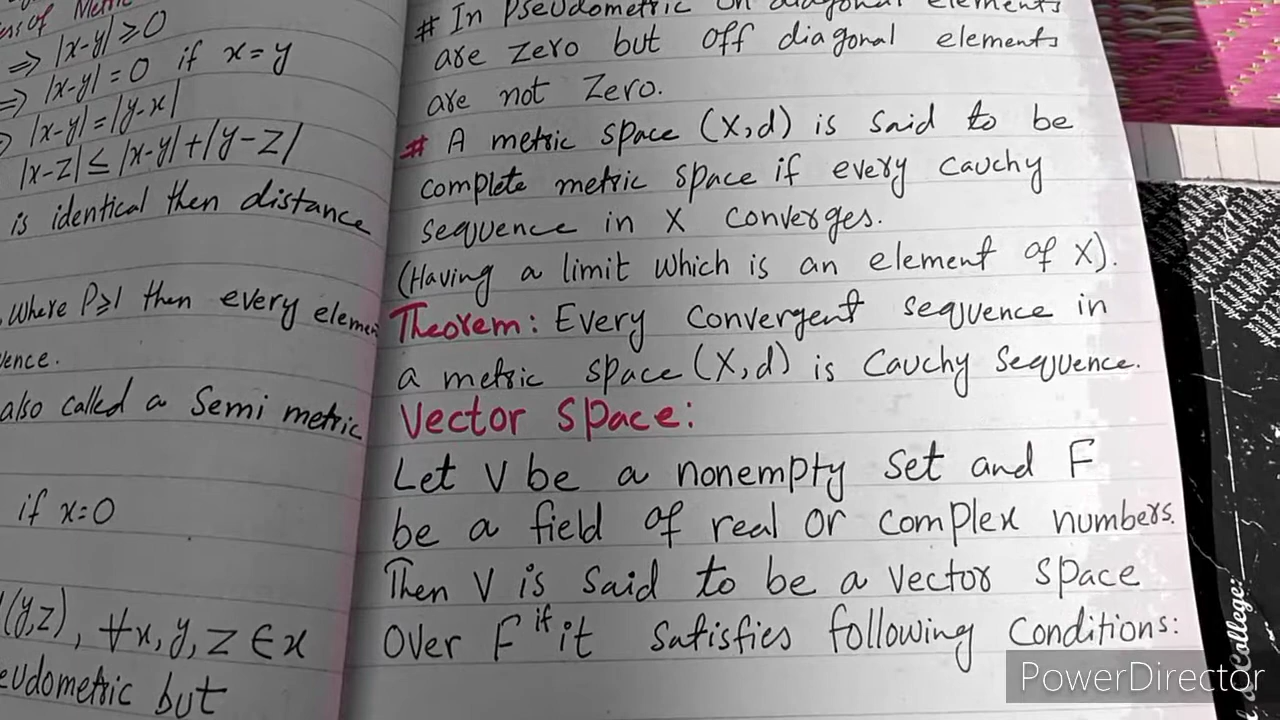 ⇒ |x-y| ≥ 0
⇒ |x-y| = 0 if x = y
|x-y| = |y-x|
|x-z| ≤ |x-y| + |y-z|
is identical then distance
Where P≥1 then every
also called a Semi metric
if x=0
(y,z), ∀x,y,z ∈ x
but
# In Pseudometric diagonal elements
are zero but off diagonal elements
are not Zero.
# A metric space (X,d) is said to be
complete metric space if every cauchy
sequence in X converges.
(Having a limit which is an element of X).
Theorem: Every Convergent sequence in
a metric space (X,d) is Cauchy Sequence.
Vector Space:
Let V be a nonempty set and F
be a field of real or complex numbers.
Then V is said to be a vector space
Over F if it satisfies following conditions:
College:
PowerDirector